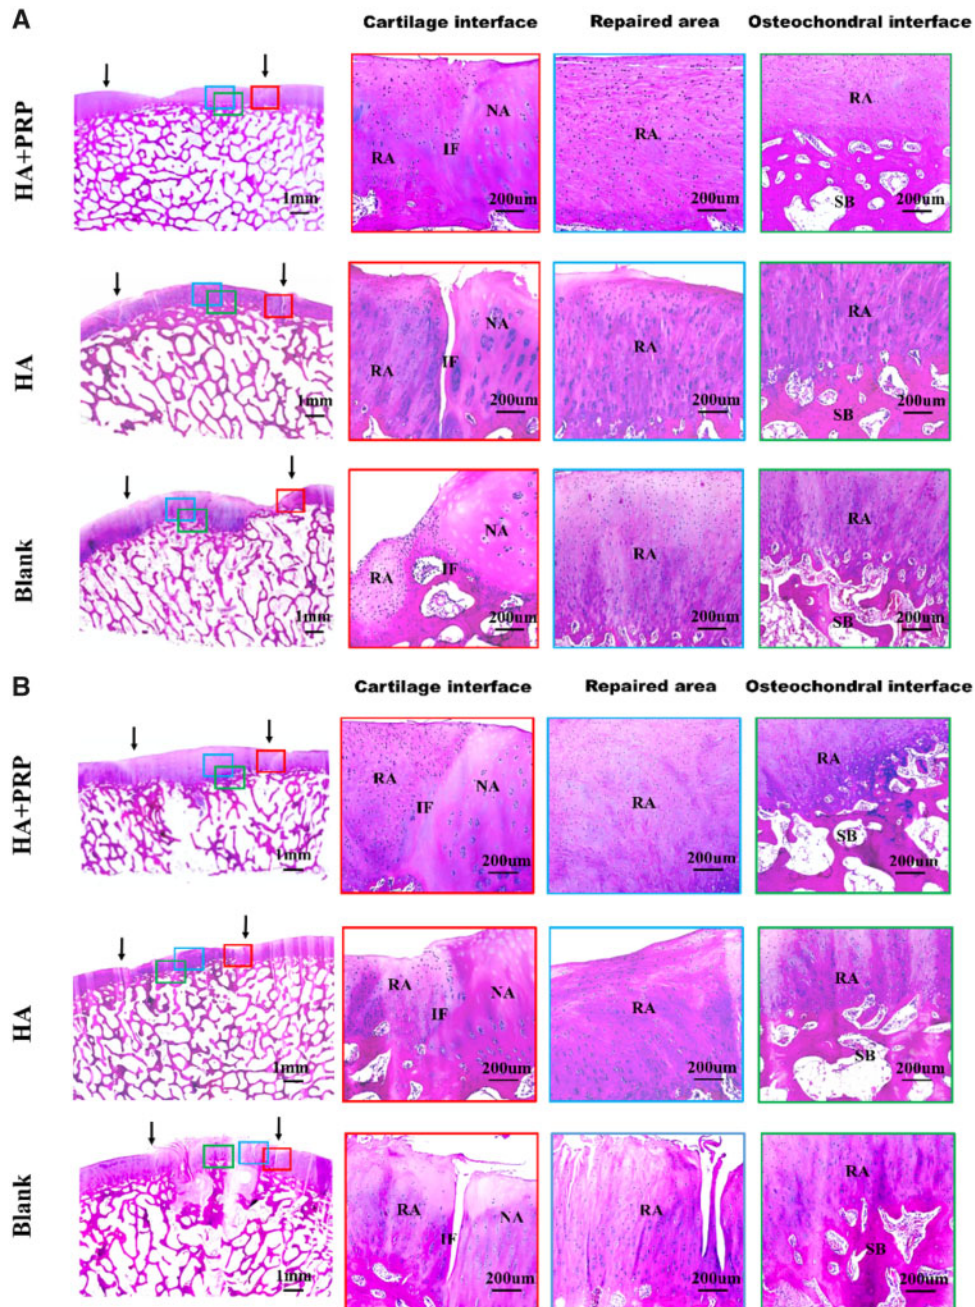 A
Cartilage interface
Repaired area
Osteochondral interface
HA+PRP
1mm
RA
IF
NA
200um
RA
200um
RA
SB
200um
HA
1mm
RA
IF
NA
200um
RA
200um
RA
SB
200um
Blank
1mm
RA
IF
NA
200um
RA
200um
RA
SB
200um
B
Cartilage interface
Repaired area
Osteochondral interface
HA+PRP
1mm
RA
IF
NA
200um
RA
200um
RA
SB
200um
HA
1mm
RA
IF
NA
200um
RA
200um
RA
SB
200um
Blank
1mm
RA
IF
NA
200um
RA
200um
RA
SB
200um